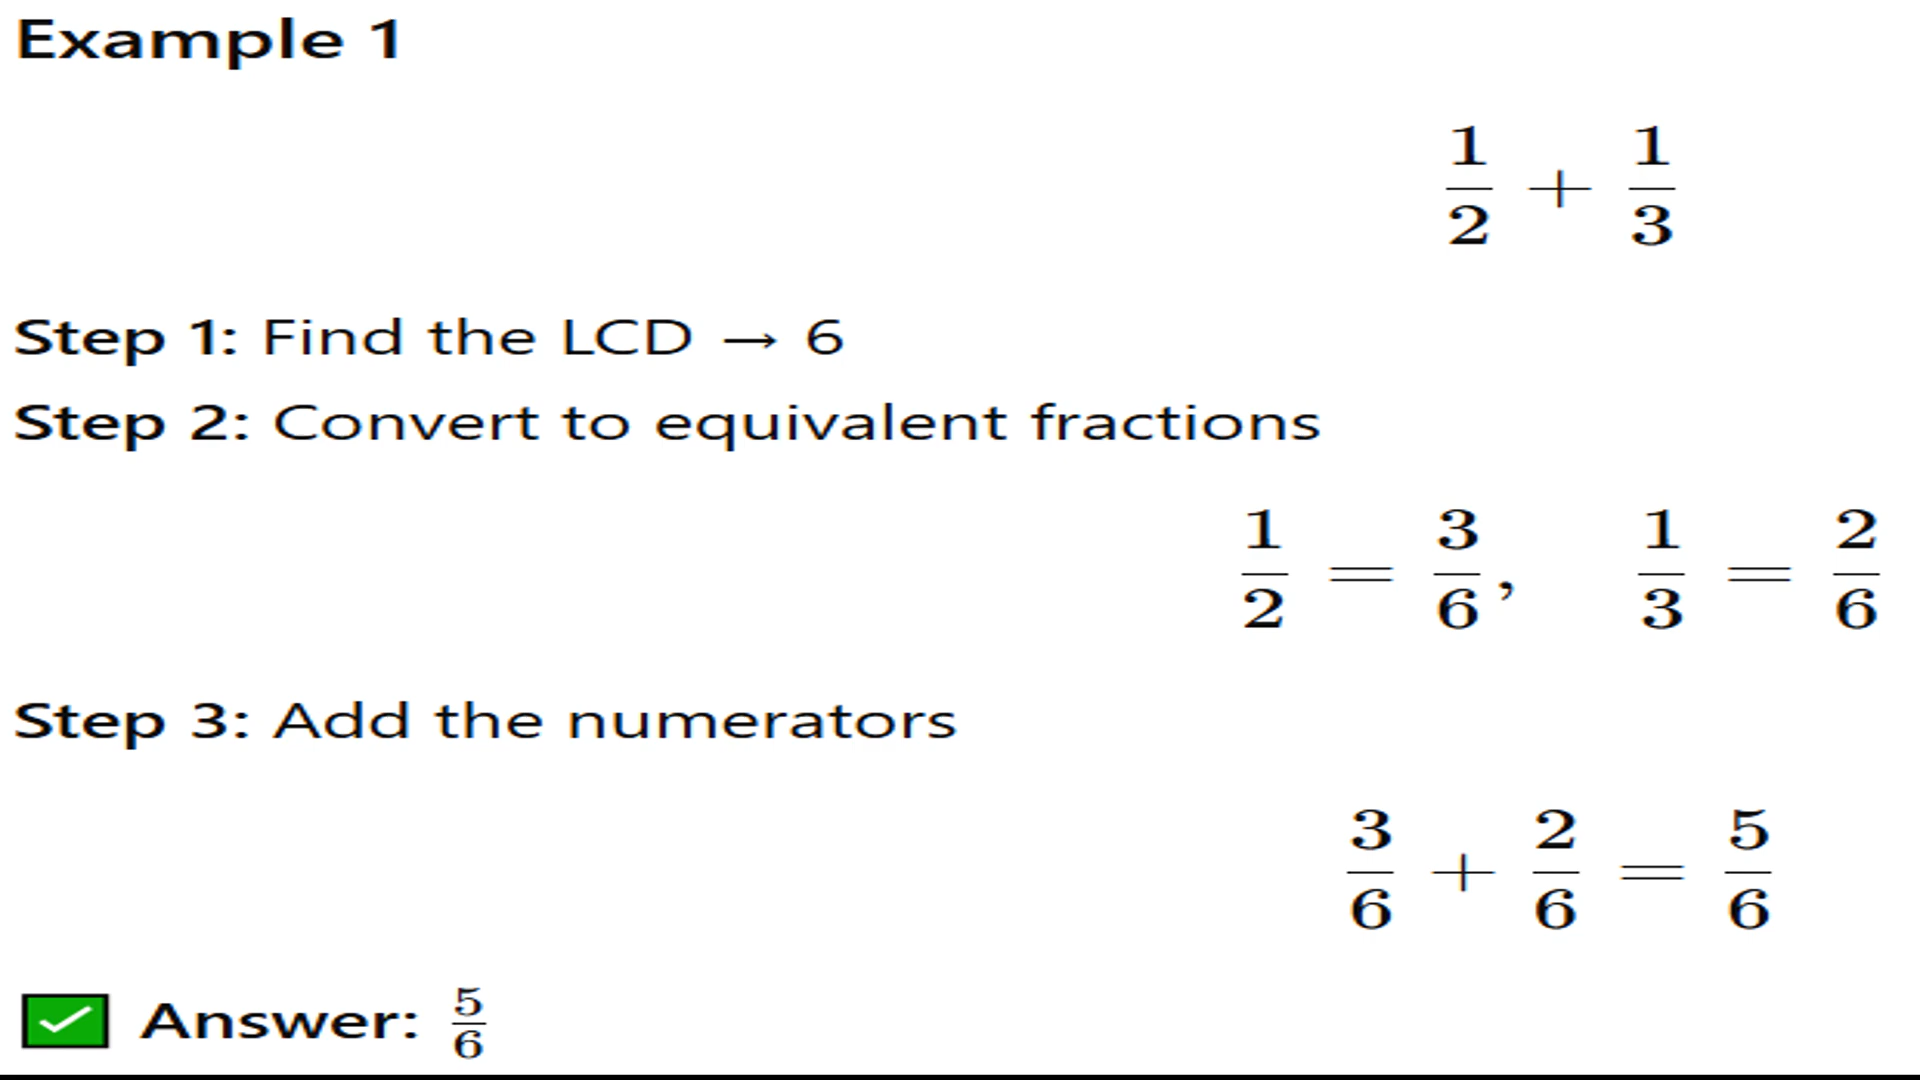 Example 1
1/2 + 1/3
Step 1: Find the LCD → 6
Step 2: Convert to equivalent fractions
1/2 = 3/6, 1/3 = 2/6
Step 3: Add the numerators
3/6 + 2/6 = 5/6
✅ Answer: 5/6